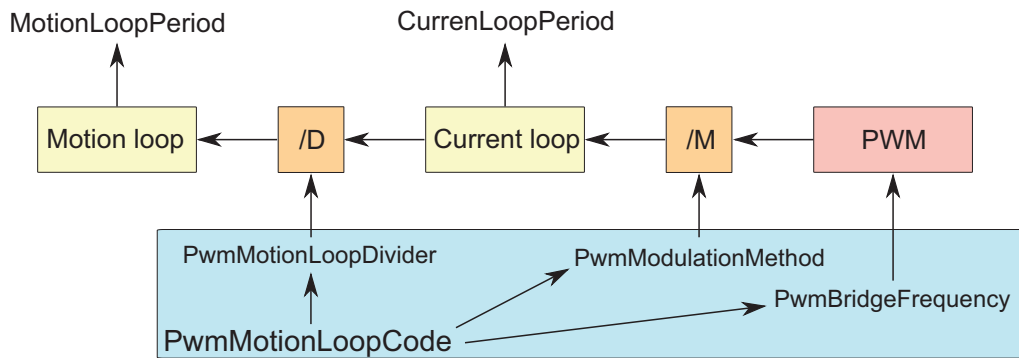 MotionLoopPeriod
CurrenLoopPeriod
Motion loop
/D
Current loop
/M
PWM
PwmMotionLoopDivider
PwmModulationMethod
PwmBridgeFrequency
PwmMotionLoopCode